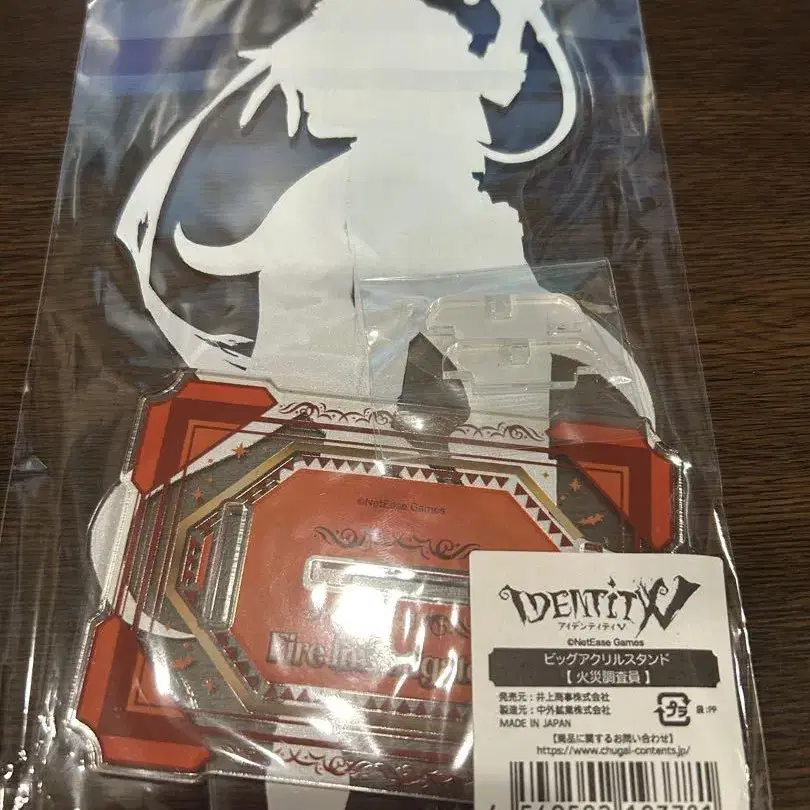 ©NetEase Games
Fire In
IDENTITY V
アイデンティティV
©NetEase Games
ビッグアクリルスタンド
【 火災調査員 】
発売元：井上商事株式会社
製造元：中外鉱業株式会社
MADE IN JAPAN
プラ
袋:PP
【商品に関するお問い合わせ】
https://www.chugai-contents.jp/